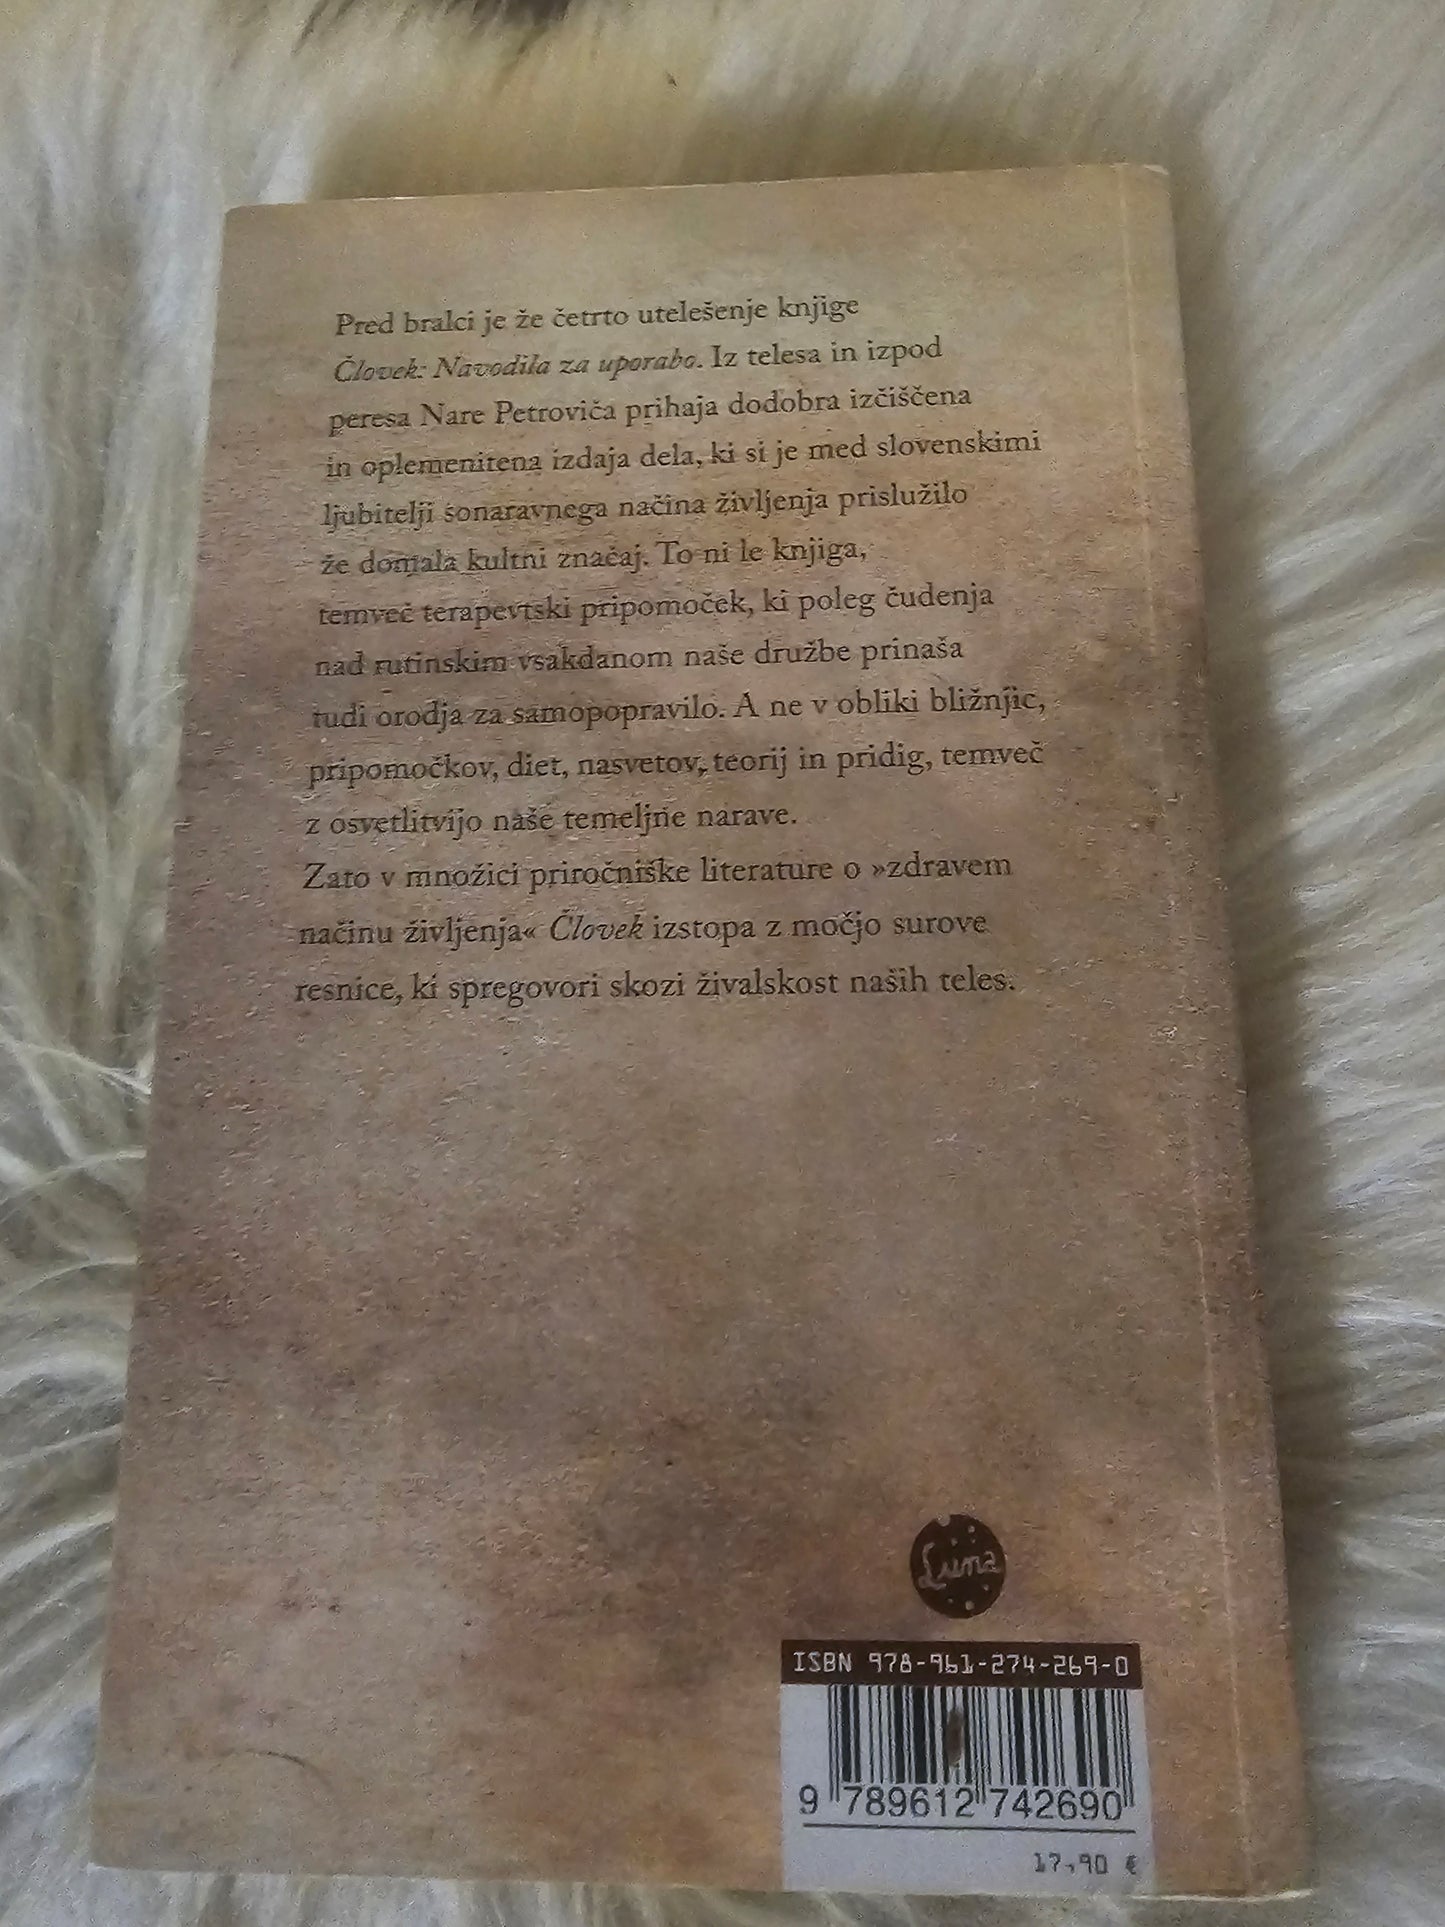 Pred bralci je že četrto utelešenje knjige
Človek: Navodila za uporabo. Iz telesa in izpod
peresa Nare Petroviča prihaja dodobra izčiščena
in oplemenitena izdaja dela, ki si je med slovenskimi
ljubitelji sonaravnega načina življenja prislužilo
že domala kultni značaj. To ni le knjiga,
temveč terapevtski pripomoček, ki poleg čudenja
nad rutinskim vsakdanom naše družbe prinaša
tudi orodja za samopopravilo. A ne v obliki bližnjic,
pripomočkov, diet, nasvetov, teorij in pridig, temveč
z osvetlitvijo naše temeljne narave.
Zato v množici priročniške literature o »zdravem
načinu življenja« Človek izstopa z močjo surove
resnice, ki spregovori skozi živalskost naših teles.
Luna
ISBN 978-961-274-269-0
9 789612 742690
17,90 €